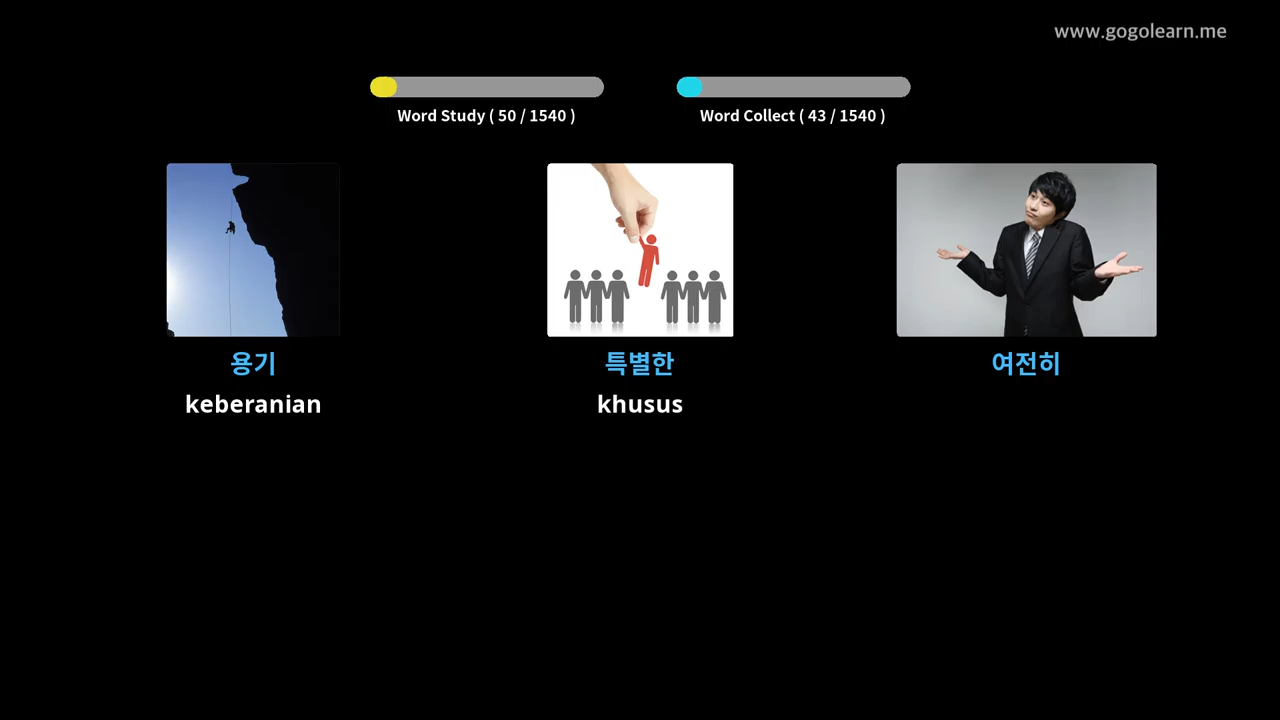 www.gogolearn.me
Word Study ( 50 / 1540 )
Word Collect ( 43 / 1540 )
용기
특별한
여전히
keberanian
khusus